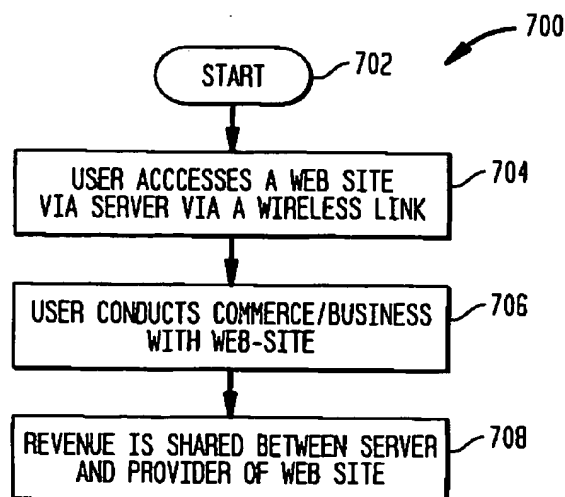 700
START
702
USER ACCCESSES A WEB SITE
VIA SERVER VIA A WIRELESS LINK
704
USER CONDUCTS COMMERCE/BUSINESS
WITH WEB-SITE
706
REVENUE IS SHARED BETWEEN SERVER
AND PROVIDER OF WEB SITE
708